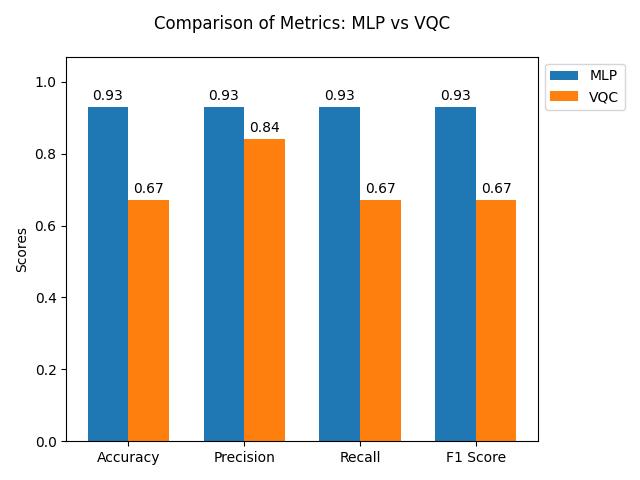 Comparison of Metrics: MLP vs VQC
MLP
VQC
Scores
1.0
0.8
0.6
0.4
0.2
0.0
0.93
0.67
0.93
0.84
0.93
0.67
0.93
0.67
Accuracy
Precision
Recall
F1 Score